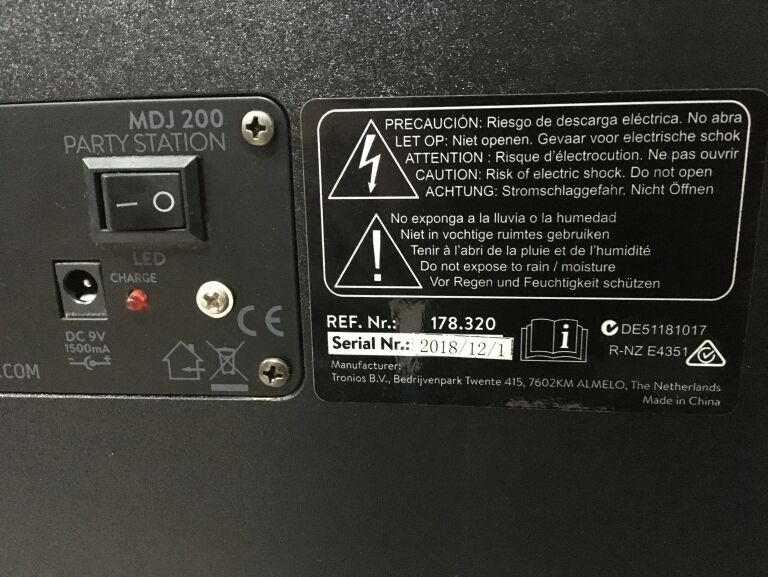 MDJ 200
PARTY STATION
LED
CHARGE
DC 9V
1500mA
.COM
CE
PRECAUCIÓN: Riesgo de descarga eléctrica. No abra
LET OP: Niet openen. Gevaar voor electrische schok
ATTENTION : Risque d'électrocution. Ne pas ouvrir
CAUTION: Risk of electric shock. Do not open
ACHTUNG: Stromschlaggefahr. Nicht Öffnen
No exponga a la lluvia o la humedad
Niet in vochtige ruimtes gebruiken
Tenir à l'abri de la pluie et de l'humidité
Do not expose to rain / moisture
Vor Regen und Feuchtigkeit schützen
REF. Nr.: 178.320
Serial Nr.: 2018/12/1
i
DE51181017
R-NZ E4351
Manufacturer:
Tronios B.V., Bedrijvenpark Twente 415, 7602KM ALMELO, The Netherlands
Made in China